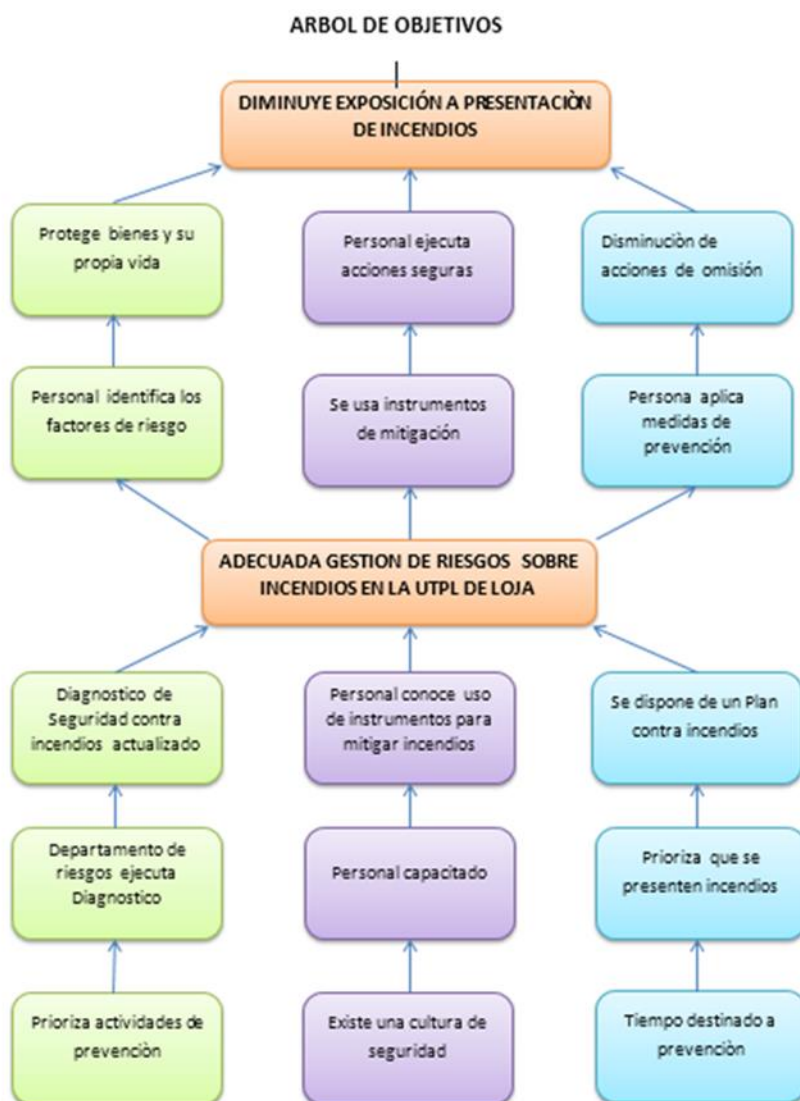 ARBOL DE OBJETIVOS
DIMINUYE EXPOSICIÓN A PRESENTACIÒN
DE INCENDIOS
Protege bienes y su
propia vida
Personal ejecuta
acciones seguras
Disminuciòn de
acciones de omisión
Personal identifica los
factores de riesgo
Se usa instrumentos
de mitigación
Persona aplica
medidas de
prevención
ADECUADA GESTION DE RIESGOS SOBRE
INCENDIOS EN LA UTPL DE LOJA
Diagnostico de
Seguridad contra
incendios actualizado
Personal conoce uso
de instrumentos para
mitigar incendios
Se dispone de un Plan
contra incendios
Departamento de
riesgos ejecuta
Diagnostico
Personal capacitado
Prioriza que se
presenten incendios
Prioriza actividades de
prevenciòn
Existe una cultura de
seguridad
Tiempo destinado a
prevenciòn